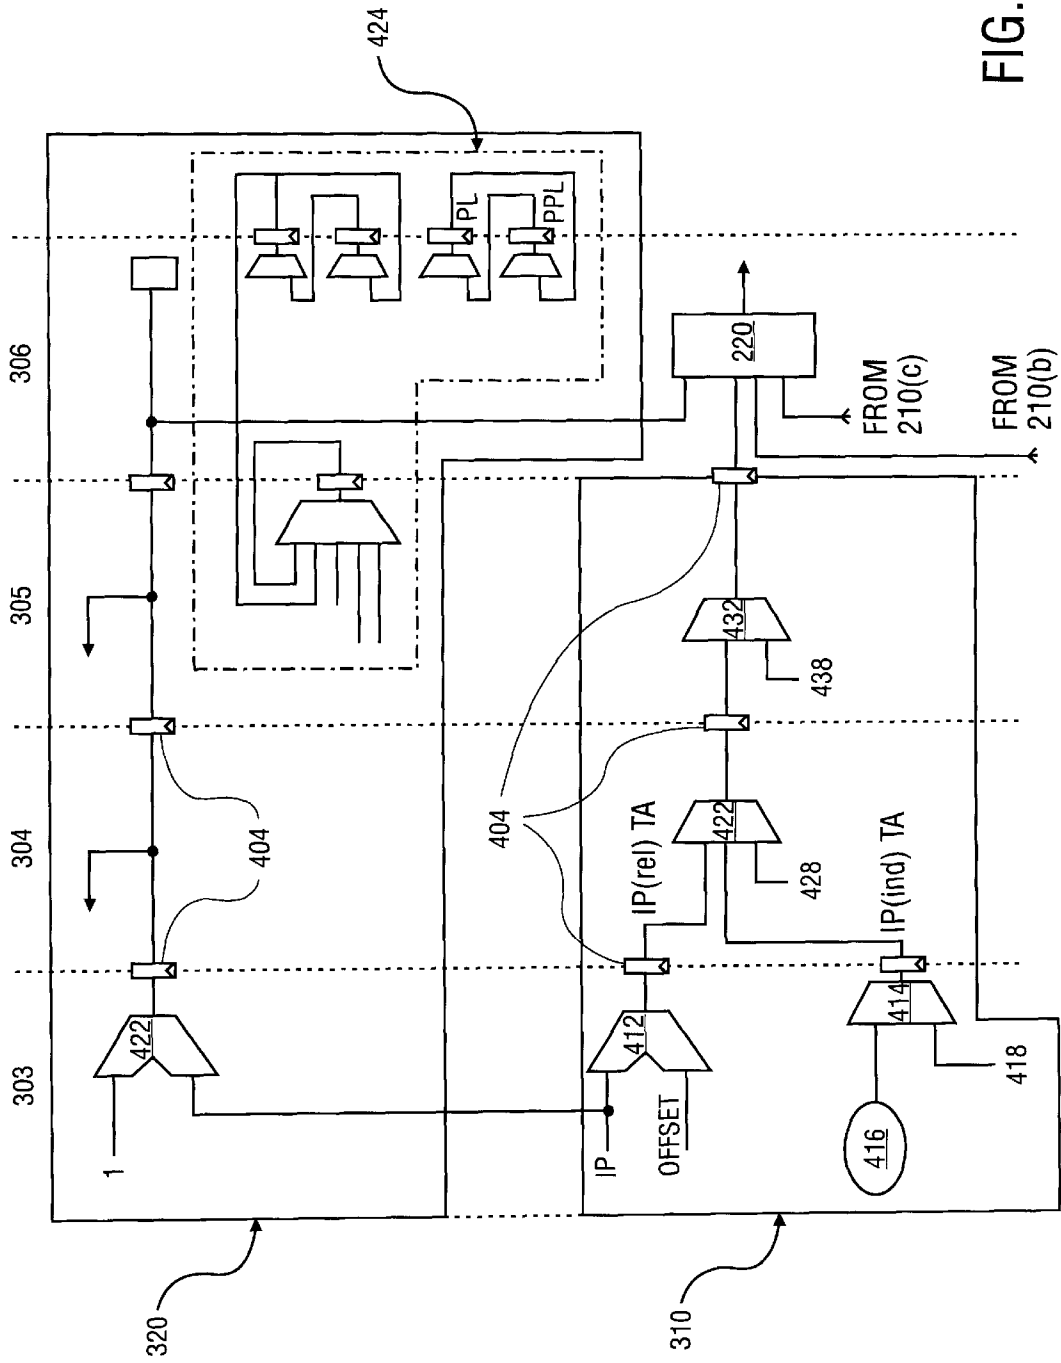 303
304
305
306
1
422
404
424
PL
PPL
320
IP
OFFSET
412
IP(rel) TA
404
422
428
432
438
220
FROM
210(c)
FROM
210(b)
416
414
418
IP(ind) TA
310
FIG.